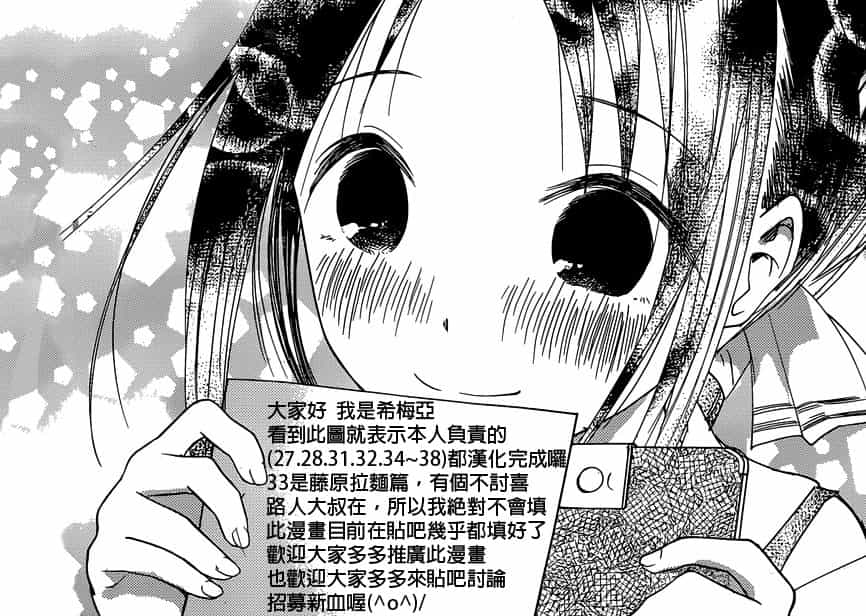 大家好 我是希梅亞
看到此圖就表示本人負責的
(27.28.31.32.34~38)都漢化完成囉
33是藤原拉麵篇，有個不討喜
路人大叔在，所以我絕對不會填
此漫畫目前在貼吧幾乎都填好了
歡迎大家多多推廣此漫畫
也歡迎大家多多來貼吧討論
招募新血喔(^o^)/